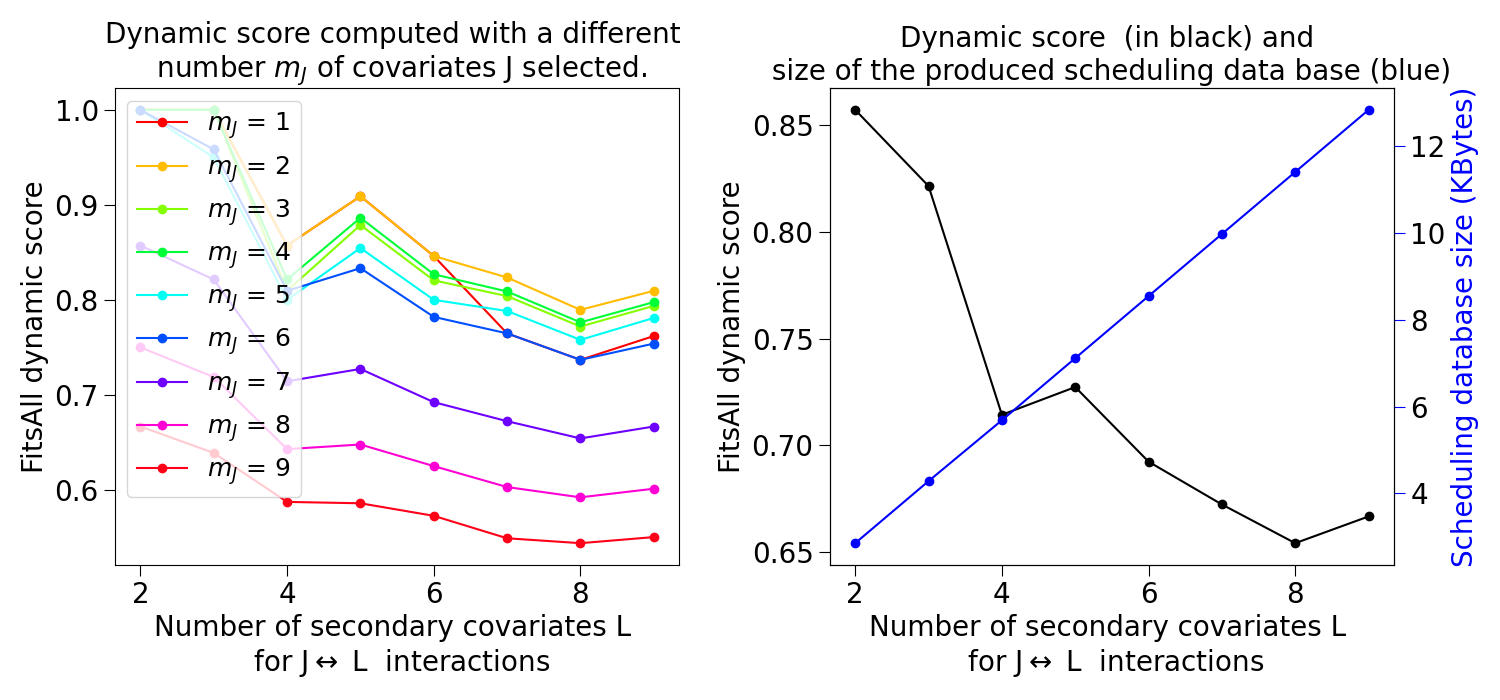 Dynamic score computed with a different
number m_J of covariates J selected.
1.0
0.9
0.8
0.7
0.6
FitsAll dynamic score
m_J = 1
m_J = 2
m_J = 3
m_J = 4
m_J = 5
m_J = 6
m_J = 7
m_J = 8
m_J = 9
2 4 6 8
Number of secondary covariates L
for J↔ L interactions
Dynamic score (in black) and
size of the produced scheduling data base (blue)
0.85
0.80
0.75
0.70
0.65
FitsAll dynamic score
12
10
8
6
4
Scheduling database size (KBytes)
2 4 6 8
Number of secondary covariates L
for J↔ L interactions